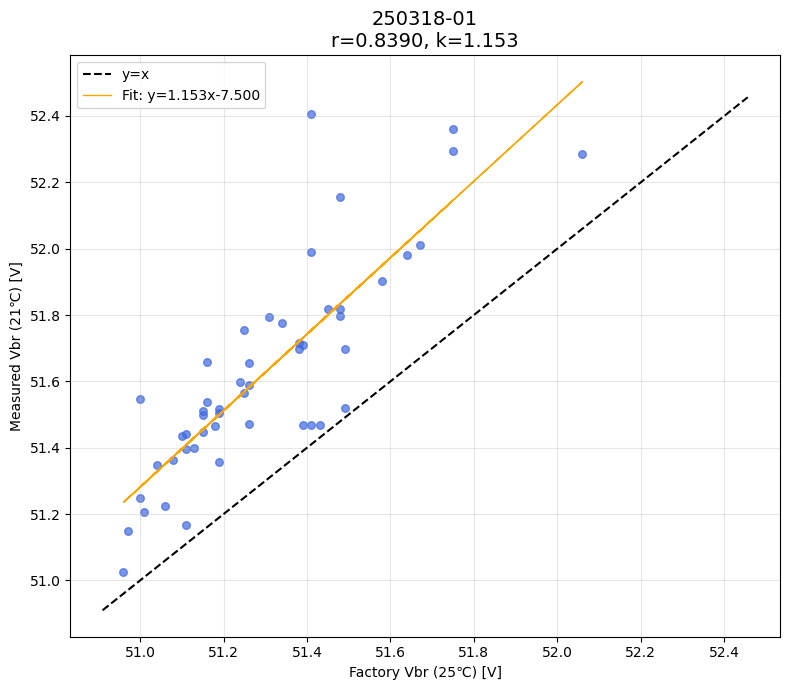 250318-01
r=0.8390, k=1.153
y=x
Fit: y=1.153x-7.500
Measured Vbr (21℃) [V]
52.4
52.2
52.0
51.8
51.6
51.4
51.2
51.0
51.0 51.2 51.4 51.6 51.8 52.0 52.2 52.4
Factory Vbr (25℃) [V]